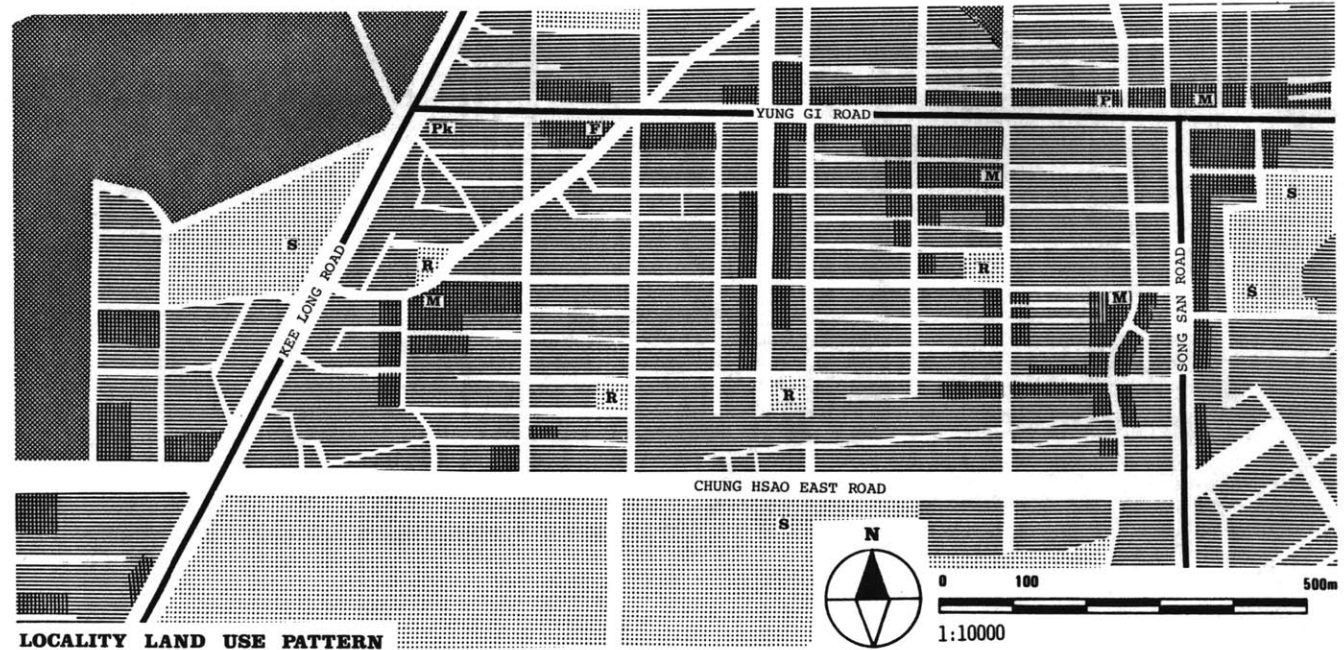 P
M
YUNG GI ROAD
Pk
F
M
S
S
KEE LONG ROAD
R
R
SONG SAN ROAD
S
M
M
R
R
CHUNG HSAO EAST ROAD
S
N
0 100 500m
1:10000
LOCALITY LAND USE PATTERN